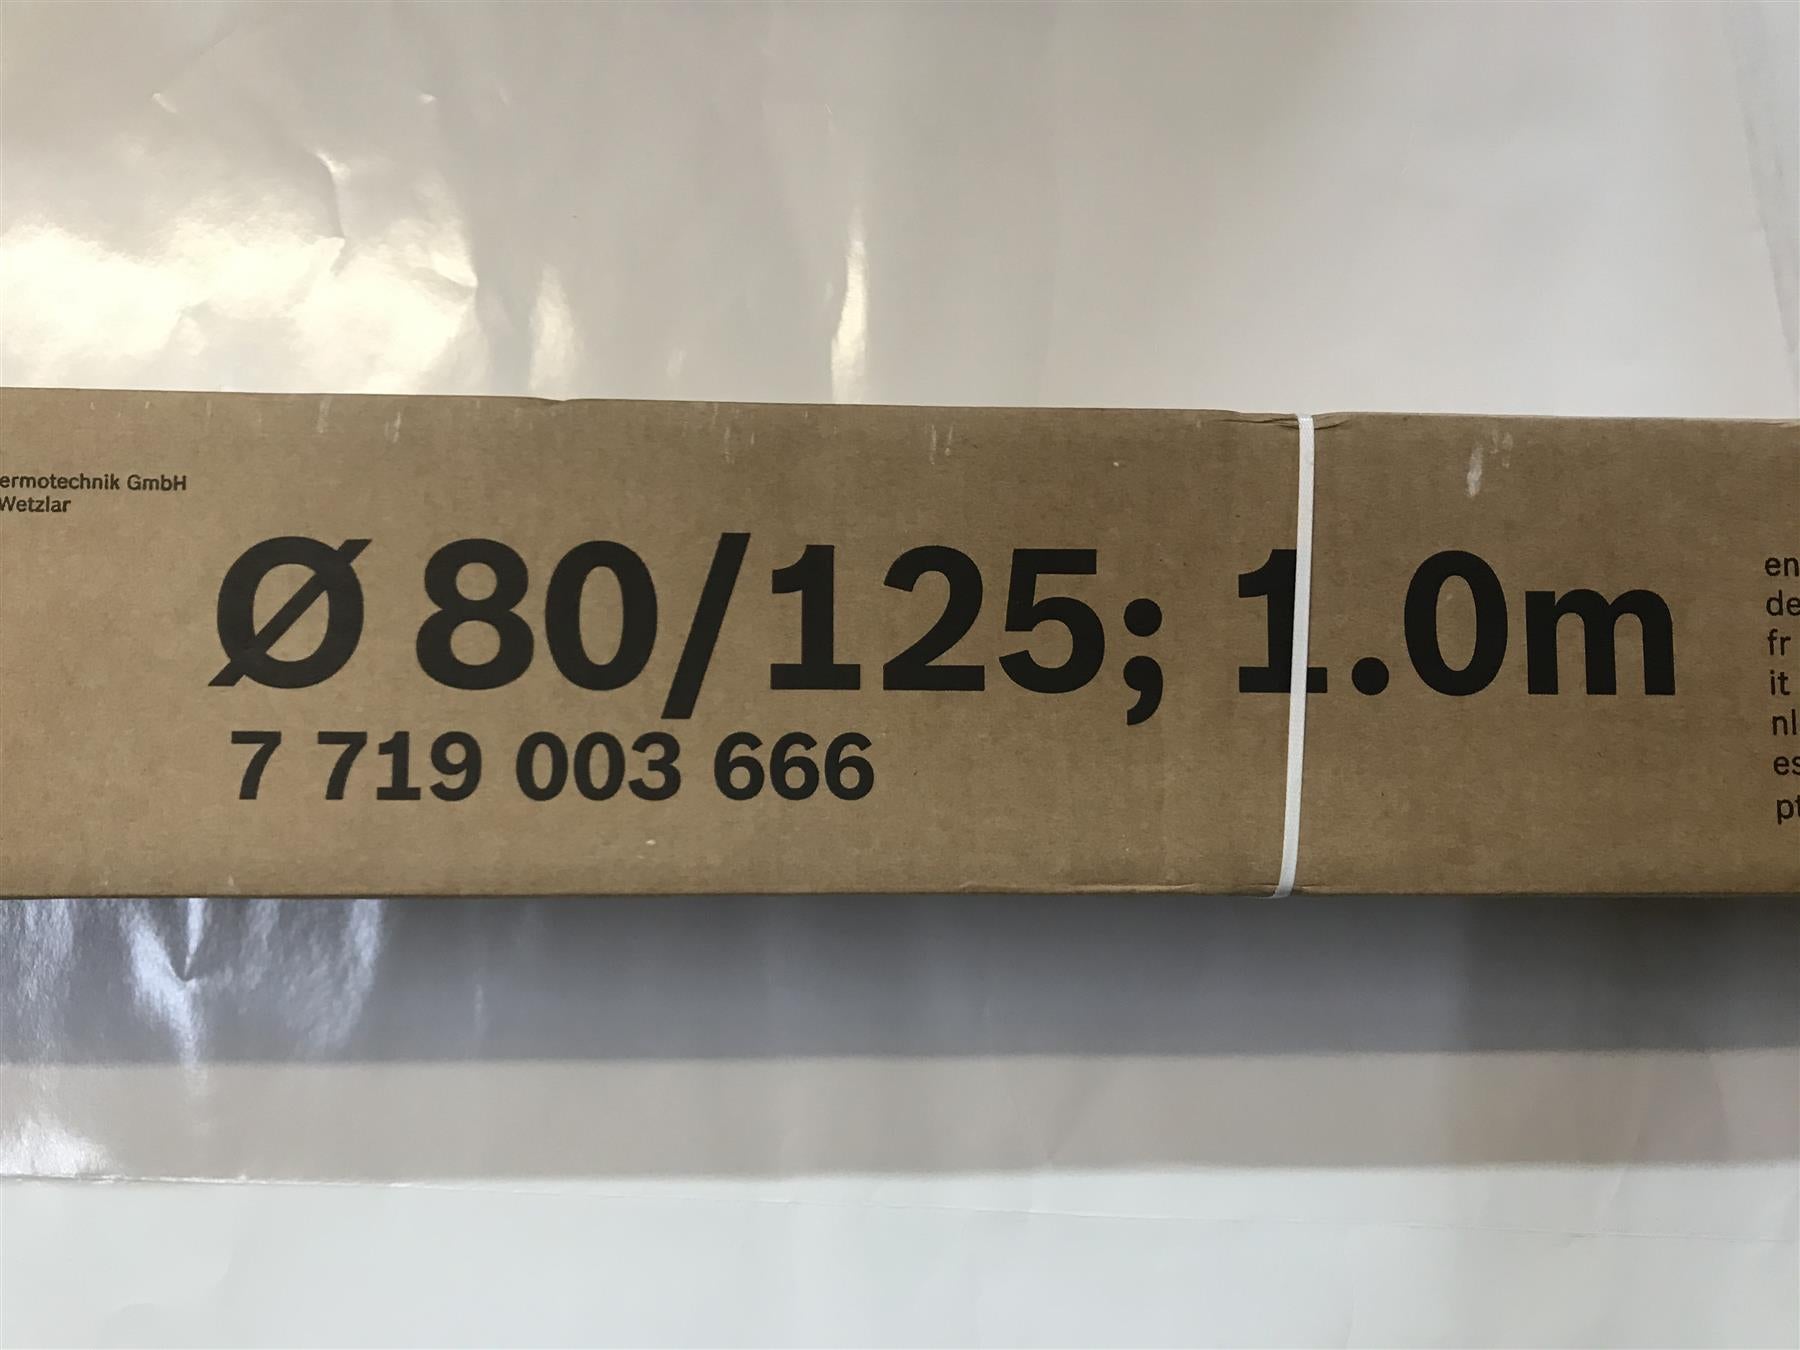 ermotechnik GmbH
Wetzlar
Ø 80/125; 1.0m
7 719 003 666
en
de
fr
it
nl
es
pt